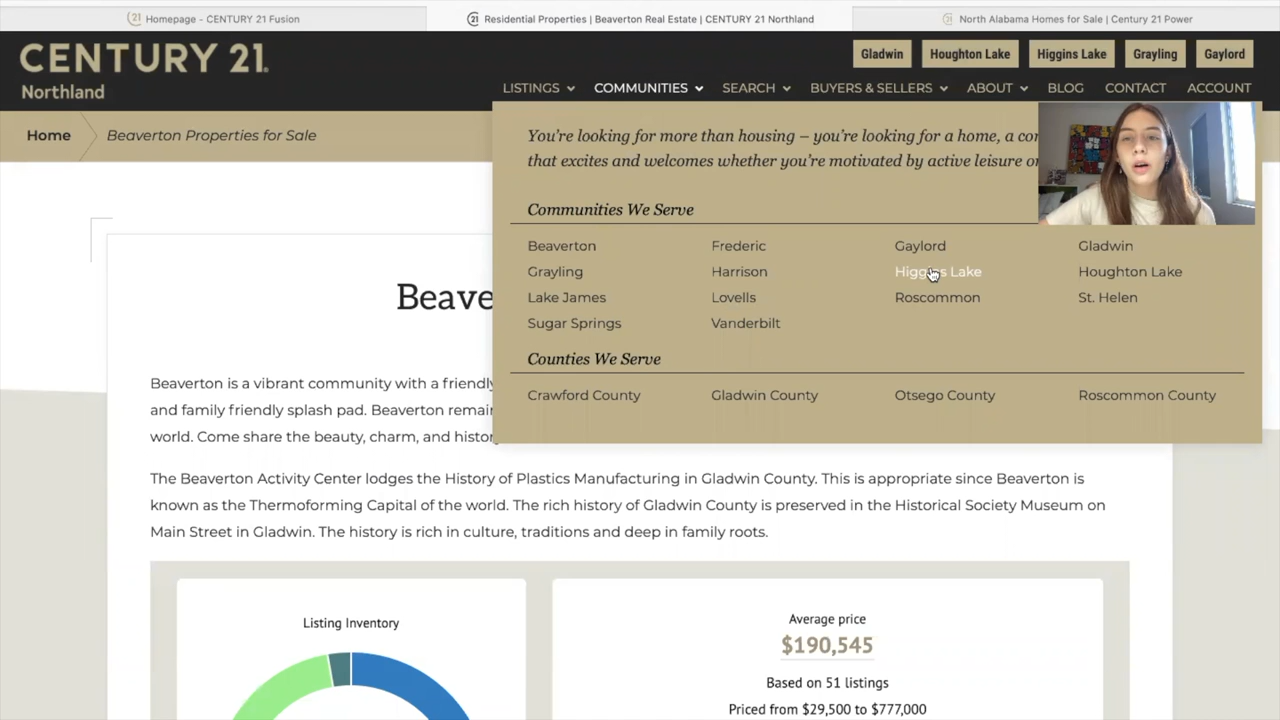 Homepage - CENTURY 21 Fusion
Residential Properties | Beaverton Real Estate | CENTURY 21 Northland
North Alabama Homes for Sale | Century 21 Power
CENTURY 21.
Northland
Gladwin
Houghton Lake
Higgins Lake
Grayling
Gaylord
LISTINGS
COMMUNITIES
SEARCH
BUYERS & SELLERS
ABOUT
BLOG
CONTACT
ACCOUNT
Home
Beaverton Properties for Sale
You're looking for more than housing – you're looking for a home, a
that excites and welcomes whether you're motivated by active leisure
Communities We Serve
Beaverton Frederic Gaylord Gladwin
Grayling Harrison Higgins Lake Houghton Lake
Lake James Lovells Roscommon St. Helen
Sugar Springs Vanderbilt
Counties We Serve
Crawford County Gladwin County Otsego County Roscommon County
Beave
Beaverton is a vibrant community with a friendly
and family friendly splash pad. Beaverton
world. Come share the beauty, charm, and
The Beaverton Activity Center lodges the History of Plastics Manufacturing in Gladwin County. This is appropriate since Beaverton is
known as the Thermoforming Capital of the world. The rich history of Gladwin County is preserved in the Historical Society Museum on
Main Street in Gladwin. The history is rich in culture, traditions and deep in family roots.
Listing Inventory
Average price
$190,545
Based on 51 listings
Priced from $29,500 to $777,000